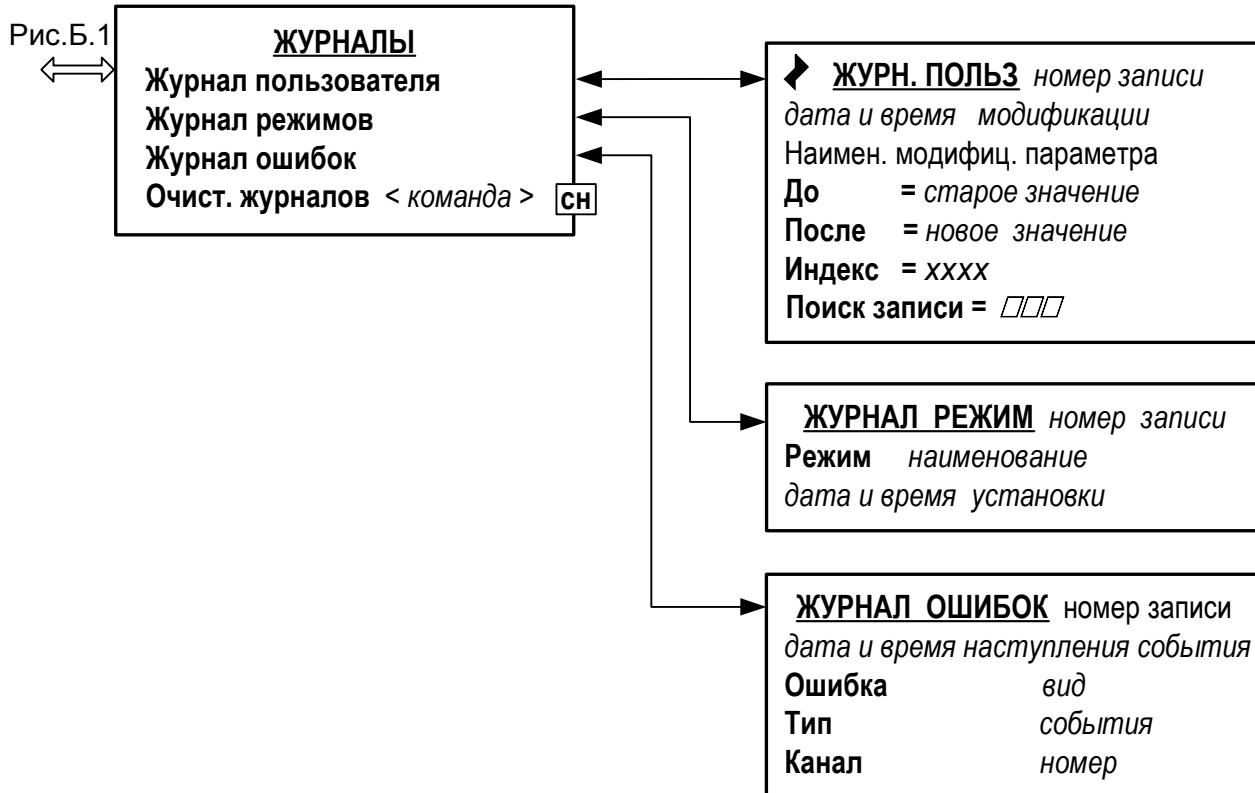 Рис.Б.1
ЖУРНАЛЫ
Журнал пользователя
Журнал режимов
Журнал ошибок
Очист. журналов < команда > СН
ЖУРН. ПОЛЬЗ номер записи
дата и время модификации
Наимен. модифиц. параметра
До = старое значение
После = новое значение
Индекс = хххх
Поиск записи =
ЖУРНАЛ РЕЖИМ номер записи
Режим наименование
дата и время установки
ЖУРНАЛ ОШИБОК номер записи
дата и время наступления события
Ошибка вид
Тип события
Канал номер